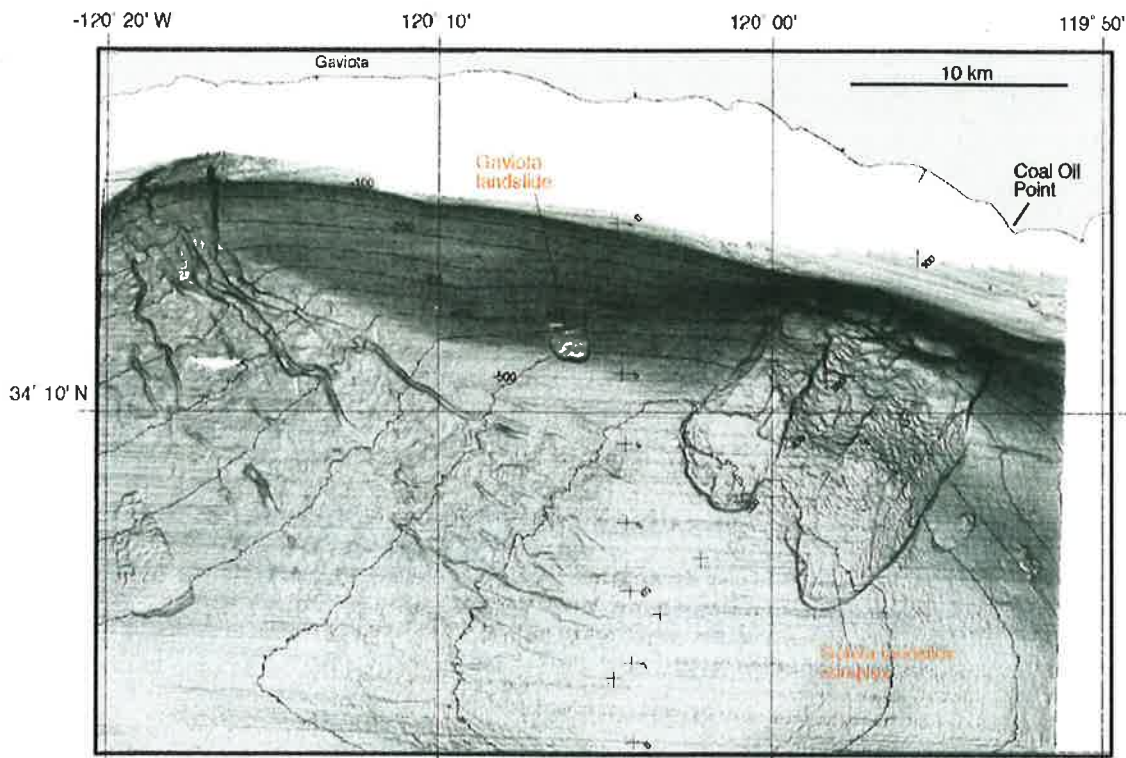 -120° 20' W
120° 10'
120° 00'
119° 50'
Gaviota
10 km
Gaviota
landslide
Coal Oil
Point
-100
34° 10' N
-500